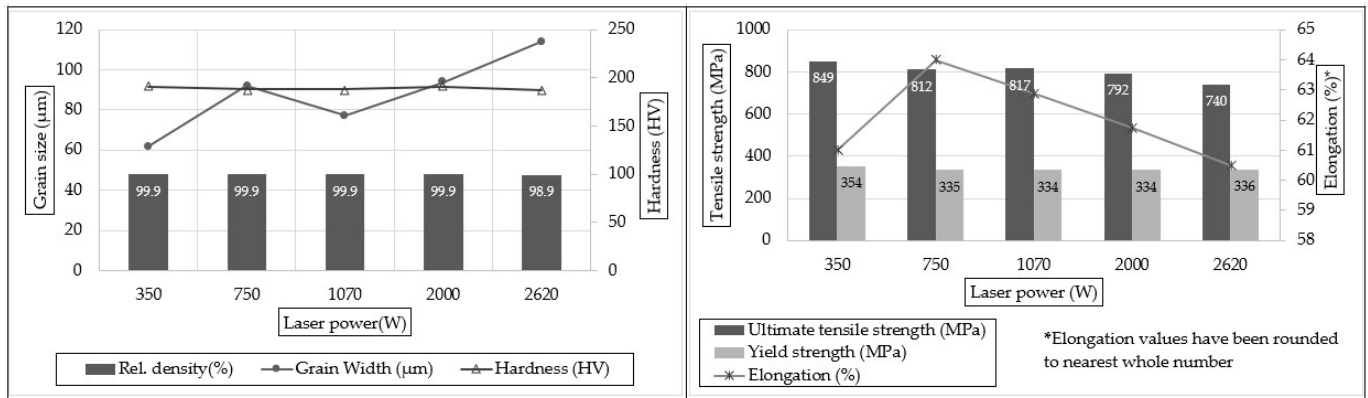 120
100
80
60
40
20
0
Grain size (µm)
250
200
150
100
50
0
Hardness (HV)
99.9
99.9
99.9
99.9
98.9
350 750 1070 2000 2620
Laser power(W)
Rel. density(%) Grain Width (µm) Hardness (HV)
1000
800
600
400
200
0
Tensile strength (MPa)
65
64
63
62
61
60
59
58
Elongation (%)*
849 812 817 792 740
354 335 334 334 336
350 750 1070 2000 2620
Laser power (W)
Ultimate tensile strength (MPa)
Yield strength (MPa)
Elongation (%)
*Elongation values have been rounded
to nearest whole number